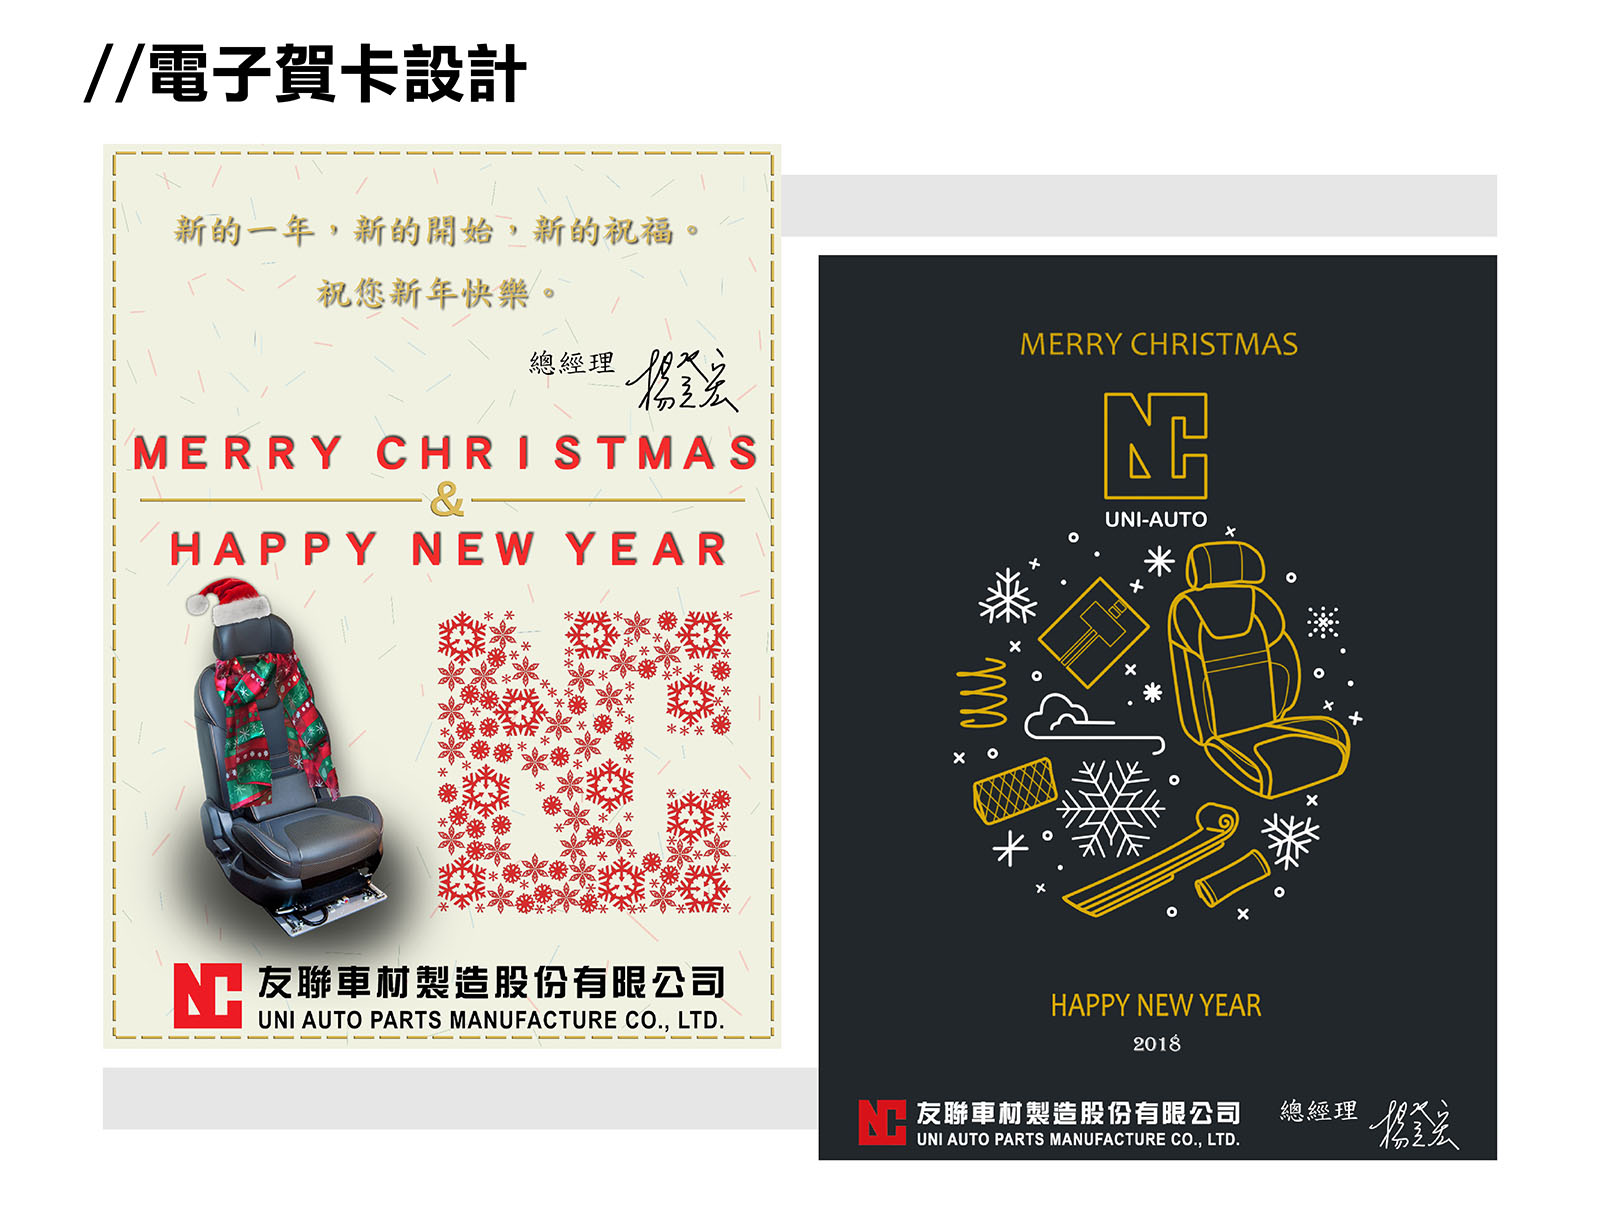 //電子賀卡設計
新的一年，新的開始，新的祝福。
祝您新年快樂。
總經理
MERRY CHRISTMAS
&
HAPPY NEW YEAR
NC
友聯車材製造股份有限公司
UNI AUTO PARTS MANUFACTURE CO., LTD.
MERRY CHRISTMAS
NC
UNI-AUTO
HAPPY NEW YEAR
2018
NC
友聯車材製造股份有限公司
UNI AUTO PARTS MANUFACTURE CO., LTD.
總經理